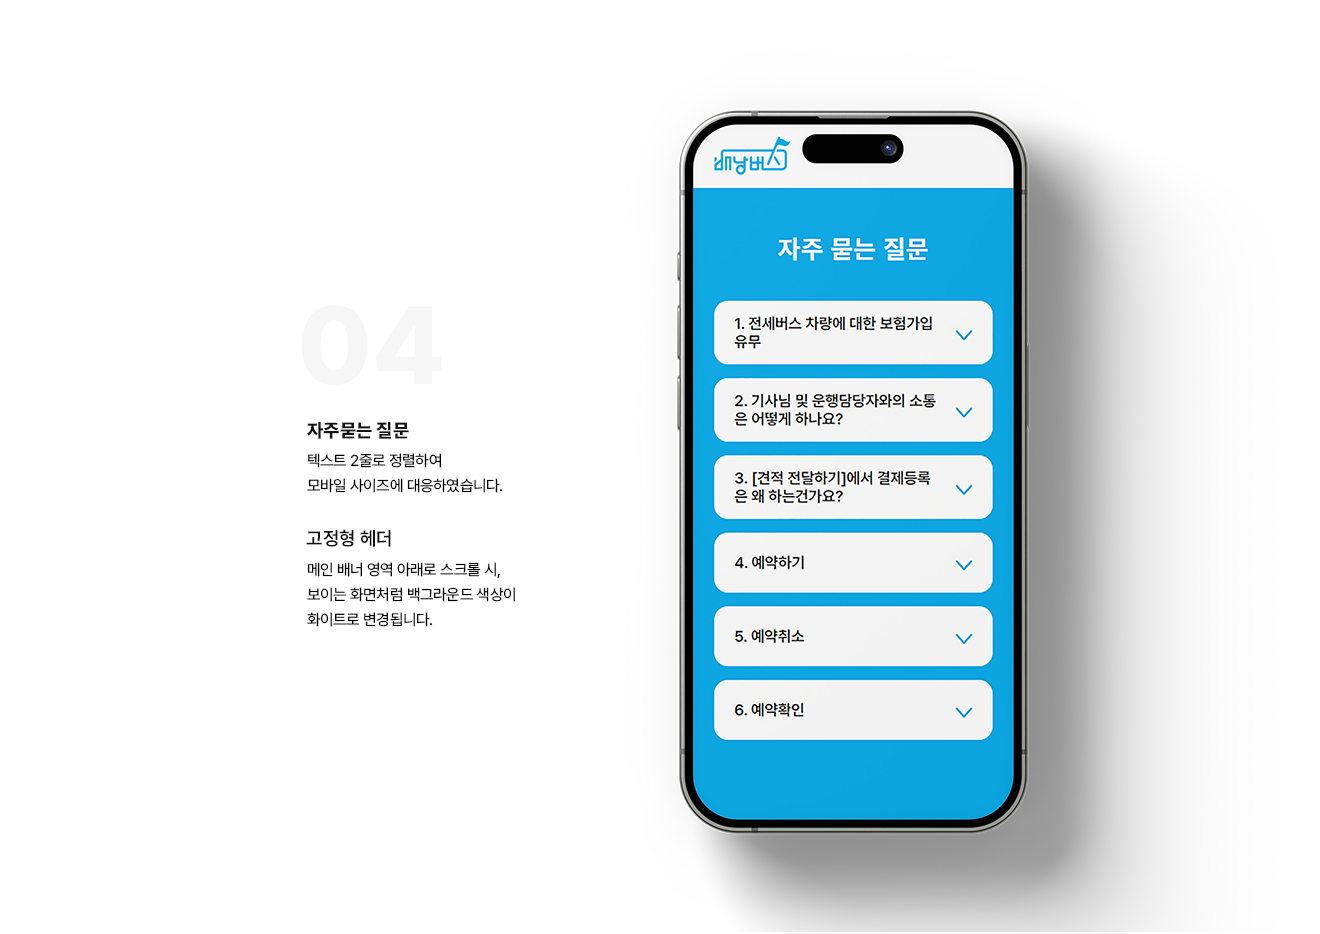 04
자주묻는 질문
텍스트 2줄로 정렬하여
모바일 사이즈에 대응하였습니다.
고정형 헤더
메인 배너 영역 아래로 스크롤 시,
보이는 화면처럼 백그라운드 색상이
화이트로 변경됩니다.
배낭버스
자주 묻는 질문
1. 전세버스 차량에 대한 보험가입
유무
2. 기사님 및 운행담당자와의 소통
은 어떻게 하나요?
3. [견적 전달하기]에서 결제등록
은 왜 하는건가요?
4. 예약하기
5. 예약취소
6. 예약확인